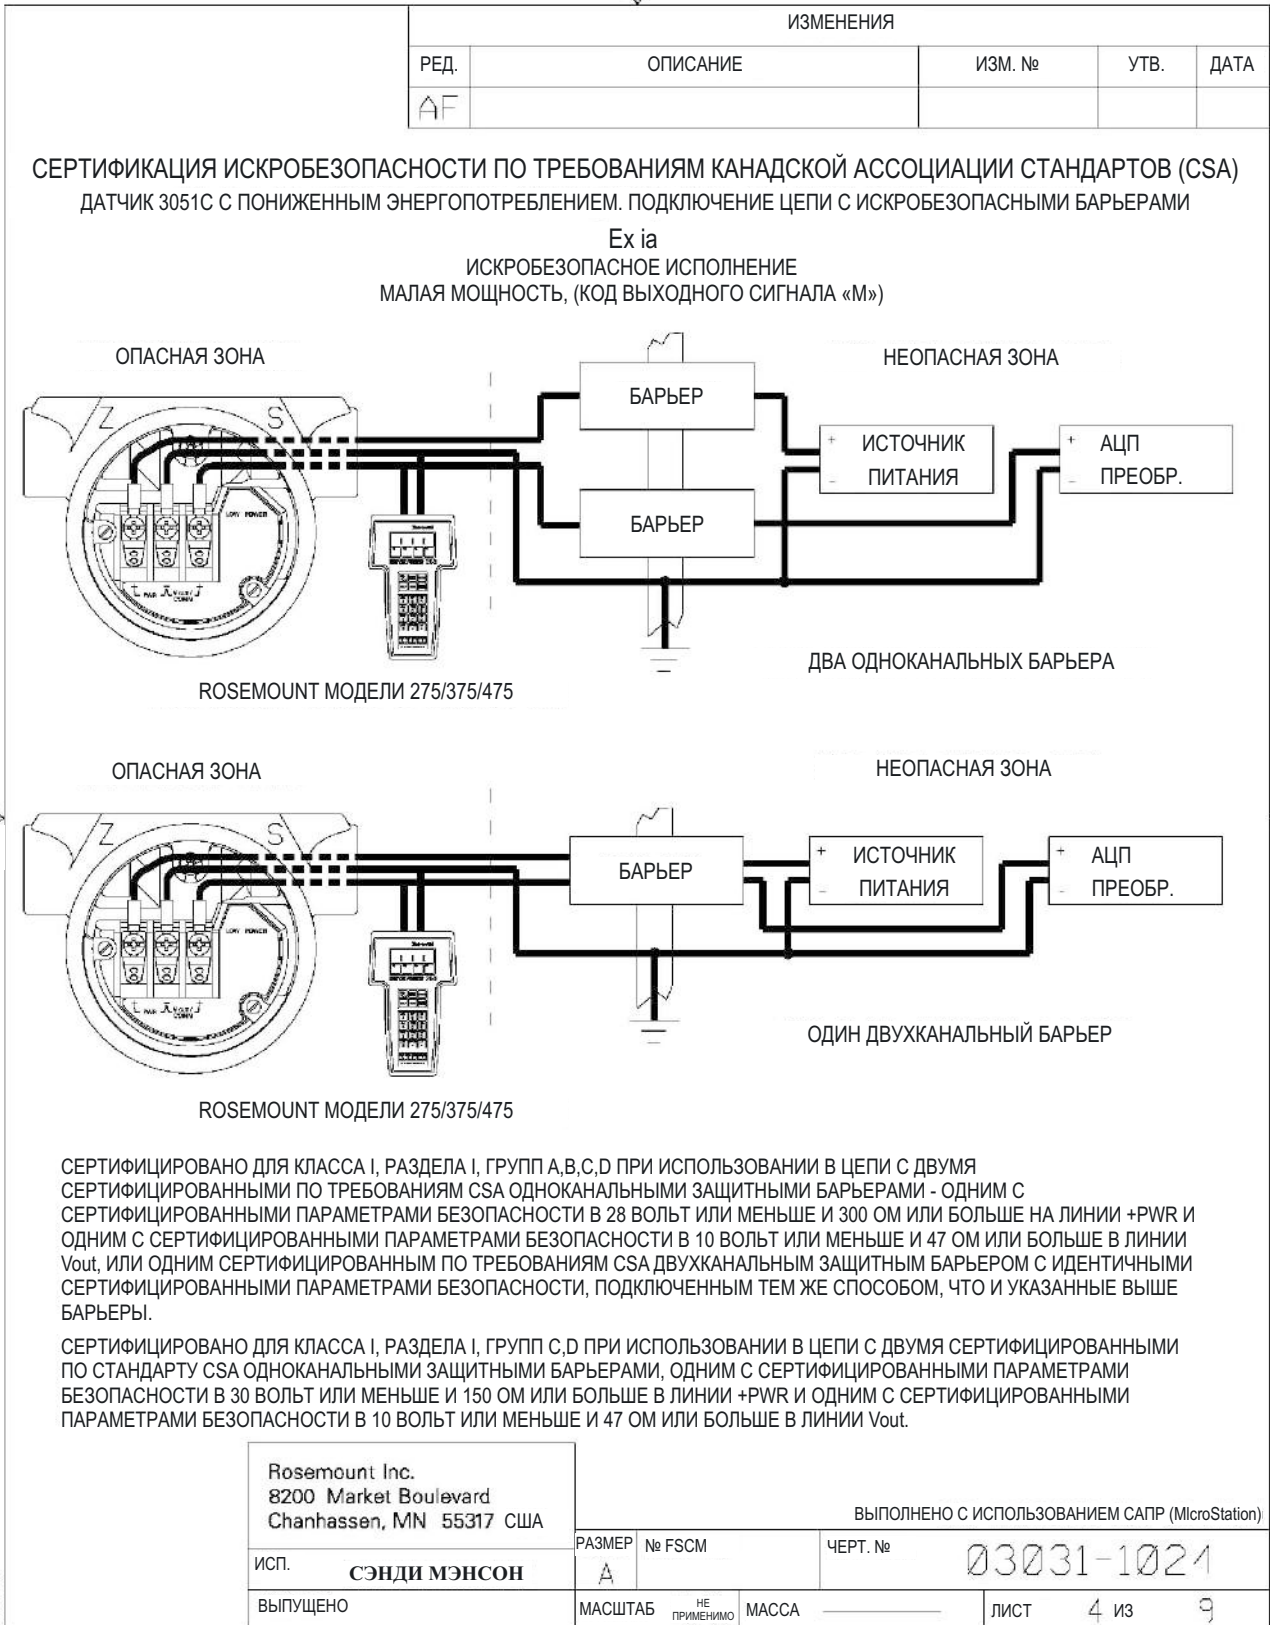 ИЗМЕНЕНИЯ
РЕД. ОПИСАНИЕ ИЗМ. № УТВ. ДАТА
AF
СЕРТИФИКАЦИЯ ИСКРОБЕЗОПАСНОСТИ ПО ТРЕБОВАНИЯМ КАНАДСКОЙ АССОЦИАЦИИ СТАНДАРТОВ (CSA)
ДАТЧИК 3051С С ПОНИЖЕННЫМ ЭНЕРГОПОТРЕБЛЕНИЕМ. ПОДКЛЮЧЕНИЕ ЦЕПИ С ИСКРОБЕЗОПАСНЫМИ БАРЬЕРАМИ
Ex ia
ИСКРОБЕЗОПАСНОЕ ИСПОЛНЕНИЕ
МАЛАЯ МОЩНОСТЬ, (КОД ВЫХОДНОГО СИГНАЛА «М»)
ОПАСНАЯ ЗОНА НЕОПАСНАЯ ЗОНА
БАРЬЕР
Z S
+ ИСТОЧНИК + АЦП
- ПИТАНИЯ - ПРЕОБР.
БАРЬЕР
LOW POWER
PWR
COMM
ДВА ОДНОКАНАЛЬНЫХ БАРЬЕРА
ROSEMOUNT МОДЕЛИ 275/375/475
ОПАСНАЯ ЗОНА НЕОПАСНАЯ ЗОНА
Z S
БАРЬЕР
+ ИСТОЧНИК + АЦП
- ПИТАНИЯ - ПРЕОБР.
LOW POWER
PWR
COMM
ОДИН ДВУХКАНАЛЬНЫЙ БАРЬЕР
ROSEMOUNT МОДЕЛИ 275/375/475
СЕРТИФИЦИРОВАНО ДЛЯ КЛАССА I, РАЗДЕЛА I, ГРУПП A,B,C,D ПРИ ИСПОЛЬЗОВАНИИ В ЦЕПИ С ДВУМЯ
СЕРТИФИЦИРОВАННЫМИ ПО ТРЕБОВАНИЯМ CSA ОДНОКАНАЛЬНЫМИ ЗАЩИТНЫМИ БАРЬЕРАМИ - ОДНИМ С
СЕРТИФИЦИРОВАННЫМИ ПАРАМЕТРАМИ БЕЗОПАСНОСТИ В 28 ВОЛЬТ ИЛИ МЕНЬШЕ И 300 ОМ ИЛИ БОЛЬШЕ НА ЛИНИИ +PWR И
ОДНИМ С СЕРТИФИЦИРОВАННЫМИ ПАРАМЕТРАМИ БЕЗОПАСНОСТИ В 10 ВОЛЬТ ИЛИ МЕНЬШЕ И 47 ОМ ИЛИ БОЛЬШЕ В ЛИНИИ
Vout, ИЛИ ОДНИМ СЕРТИФИЦИРОВАННЫМ ПО ТРЕБОВАНИЯМ CSA ДВУХКАНАЛЬНЫМ ЗАЩИТНЫМ БАРЬЕРОМ С ИДЕНТИЧНЫМИ
СЕРТИФИЦИРОВАННЫМИ ПАРАМЕТРАМИ БЕЗОПАСНОСТИ, ПОДКЛЮЧЕННЫМ ТЕМ ЖЕ СПОСОБОМ, ЧТО И УКАЗАННЫЕ ВЫШЕ
БАРЬЕРЫ.
СЕРТИФИЦИРОВАНО ДЛЯ КЛАССА I, РАЗДЕЛА I, ГРУПП C,D ПРИ ИСПОЛЬЗОВАНИИ В ЦЕПИ С ДВУМЯ СЕРТИФИЦИРОВАННЫМИ
ПО СТАНДАРТУ CSA ОДНОКАНАЛЬНЫМИ ЗАЩИТНЫМИ БАРЬЕРАМИ, ОДНИМ С СЕРТИФИЦИРОВАННЫМИ ПАРАМЕТРАМИ
БЕЗОПАСНОСТИ В 30 ВОЛЬТ ИЛИ МЕНЬШЕ И 150 ОМ ИЛИ БОЛЬШЕ В ЛИНИИ +PWR И ОДНИМ С СЕРТИФИЦИРОВАННЫМИ
ПАРАМЕТРАМИ БЕЗОПАСНОСТИ В 10 ВОЛЬТ ИЛИ МЕНЬШЕ И 47 ОМ ИЛИ БОЛЬШЕ В ЛИНИИ Vout.
Rosemount Inc.
8200 Market Boulevard
Chanhassen, MN 55317 США
ВЫПОЛНЕНО С ИСПОЛЬЗОВАНИЕМ САПР (MIcroStation)
ИСП. СЭНДИ МЭНСОН
РАЗМЕР A № FSCM ЧЕРТ. № 03031-1024
ВЫПУЩЕНО МАСШТАБ НЕ ПРИМЕНИМО МАССА ЛИСТ 4 ИЗ 9